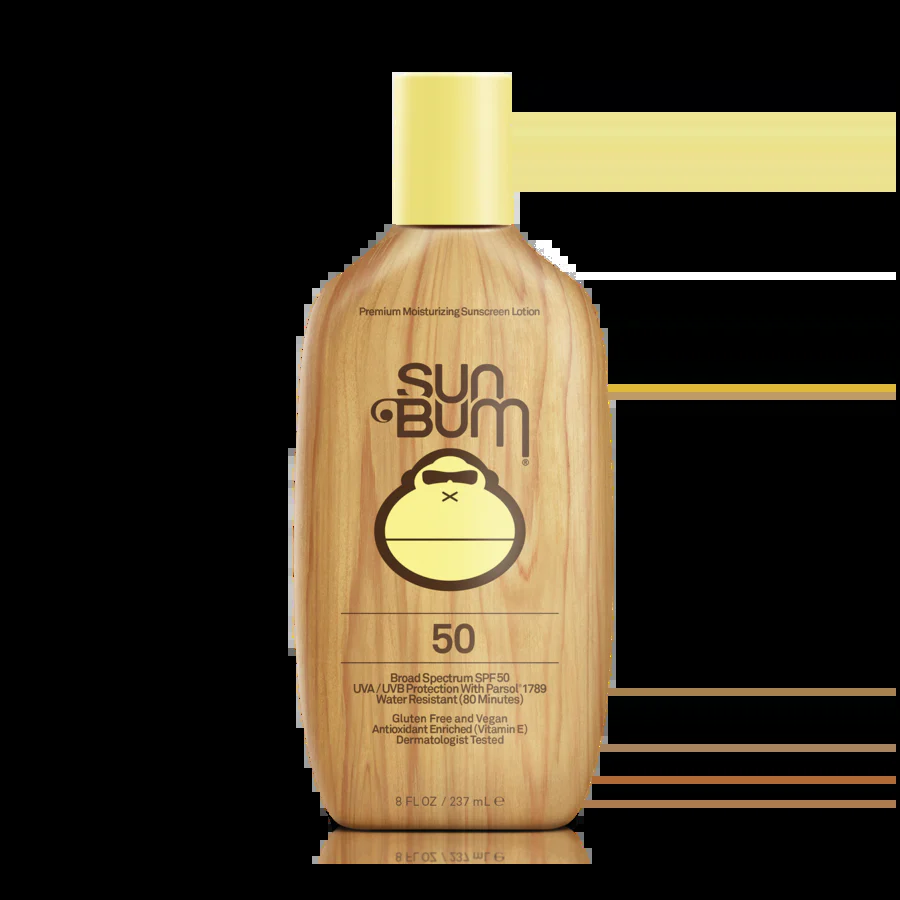 Premium Moisturizing Sunscreen Lotion
SUN
BUM®
50
Broad Spectrum SPF 50
UVA / UVB Protection With Parsol® 1789
Water Resistant (80 Minutes)
Gluten Free and Vegan
Antioxidant Enriched (Vitamin E)
Dermatologist Tested
8 FL OZ / 237 mL ℮